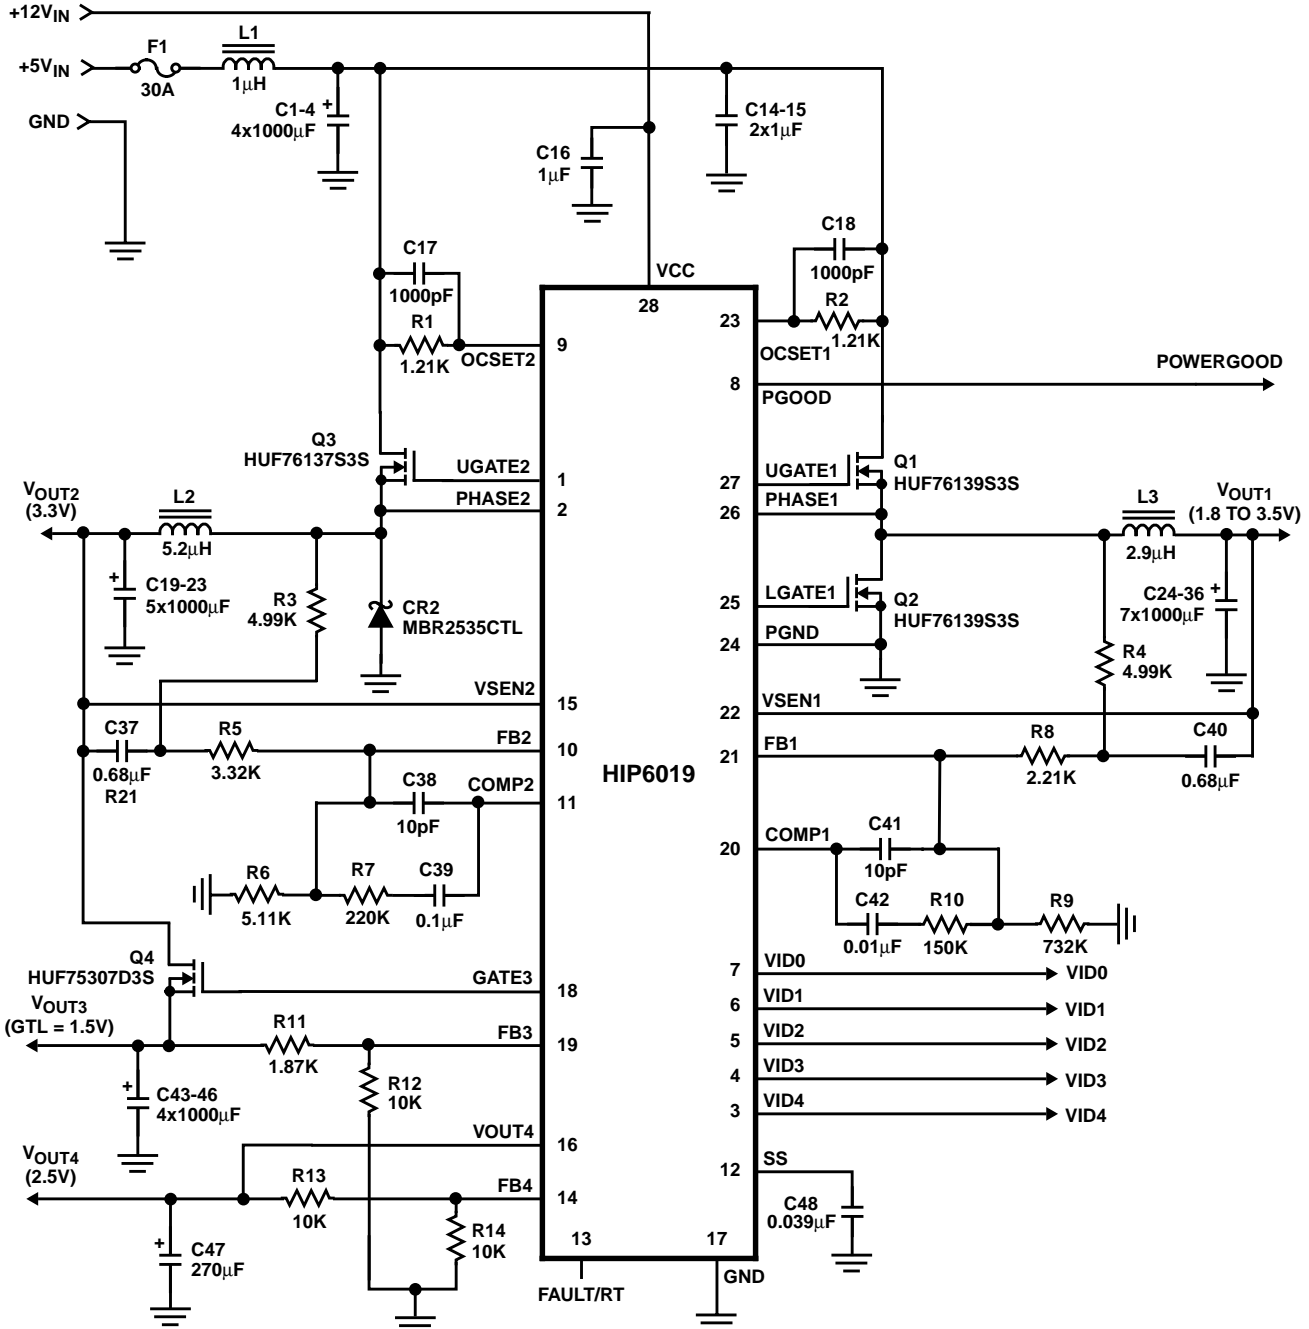 +12VIN
F1
L1
+5VIN
30A
1μH
GND
C1-4
4x1000μF
+
C16
1μF
C14-15
2x1μF
C17
1000pF
R1
1.21K
OCSET2
9
VCC
28
C18
1000pF
R2
1.21K
23
OCSET1
POWERGOOD
8
PGOOD
Q3
HUF76137S3S
UGATE2
1
PHASE2
2
UGATE1
27
PHASE1
26
Q1
HUF76139S3S
VOUT2
(3.3V)
L2
5.2μH
L3
2.9μH
VOUT1
(1.8 TO 3.5V)
+
C19-23
5x1000μF
R3
4.99K
CR2
MBR2535CTL
LGATE1
25
PGND
24
Q2
HUF76139S3S
C24-36
7x1000μF
+
R4
4.99K
VSEN2
15
VSEN1
22
C37
0.68μF
R21
R5
3.32K
FB2
10
HIP6019
FB1
21
R8
2.21K
C40
0.68μF
C38
10pF
COMP2
11
COMP1
20
C41
10pF
R6
5.11K
R7
220K
C39
0.1μF
C42
0.01μF
R10
150K
R9
732K
Q4
HUF75307D3S
GATE3
18
7
VID0
VID0
6
VID1
VID1
5
VID2
VID2
4
VID3
VID3
3
VID4
VID4
VOUT3
(GTL = 1.5V)
R11
1.87K
FB3
19
+
C43-46
4x1000μF
R12
10K
VOUT4
16
VOUT4
(2.5V)
R13
10K
FB4
14
12
SS
C48
0.039μF
+
C47
270μF
R14
10K
13
FAULT/RT
17
GND